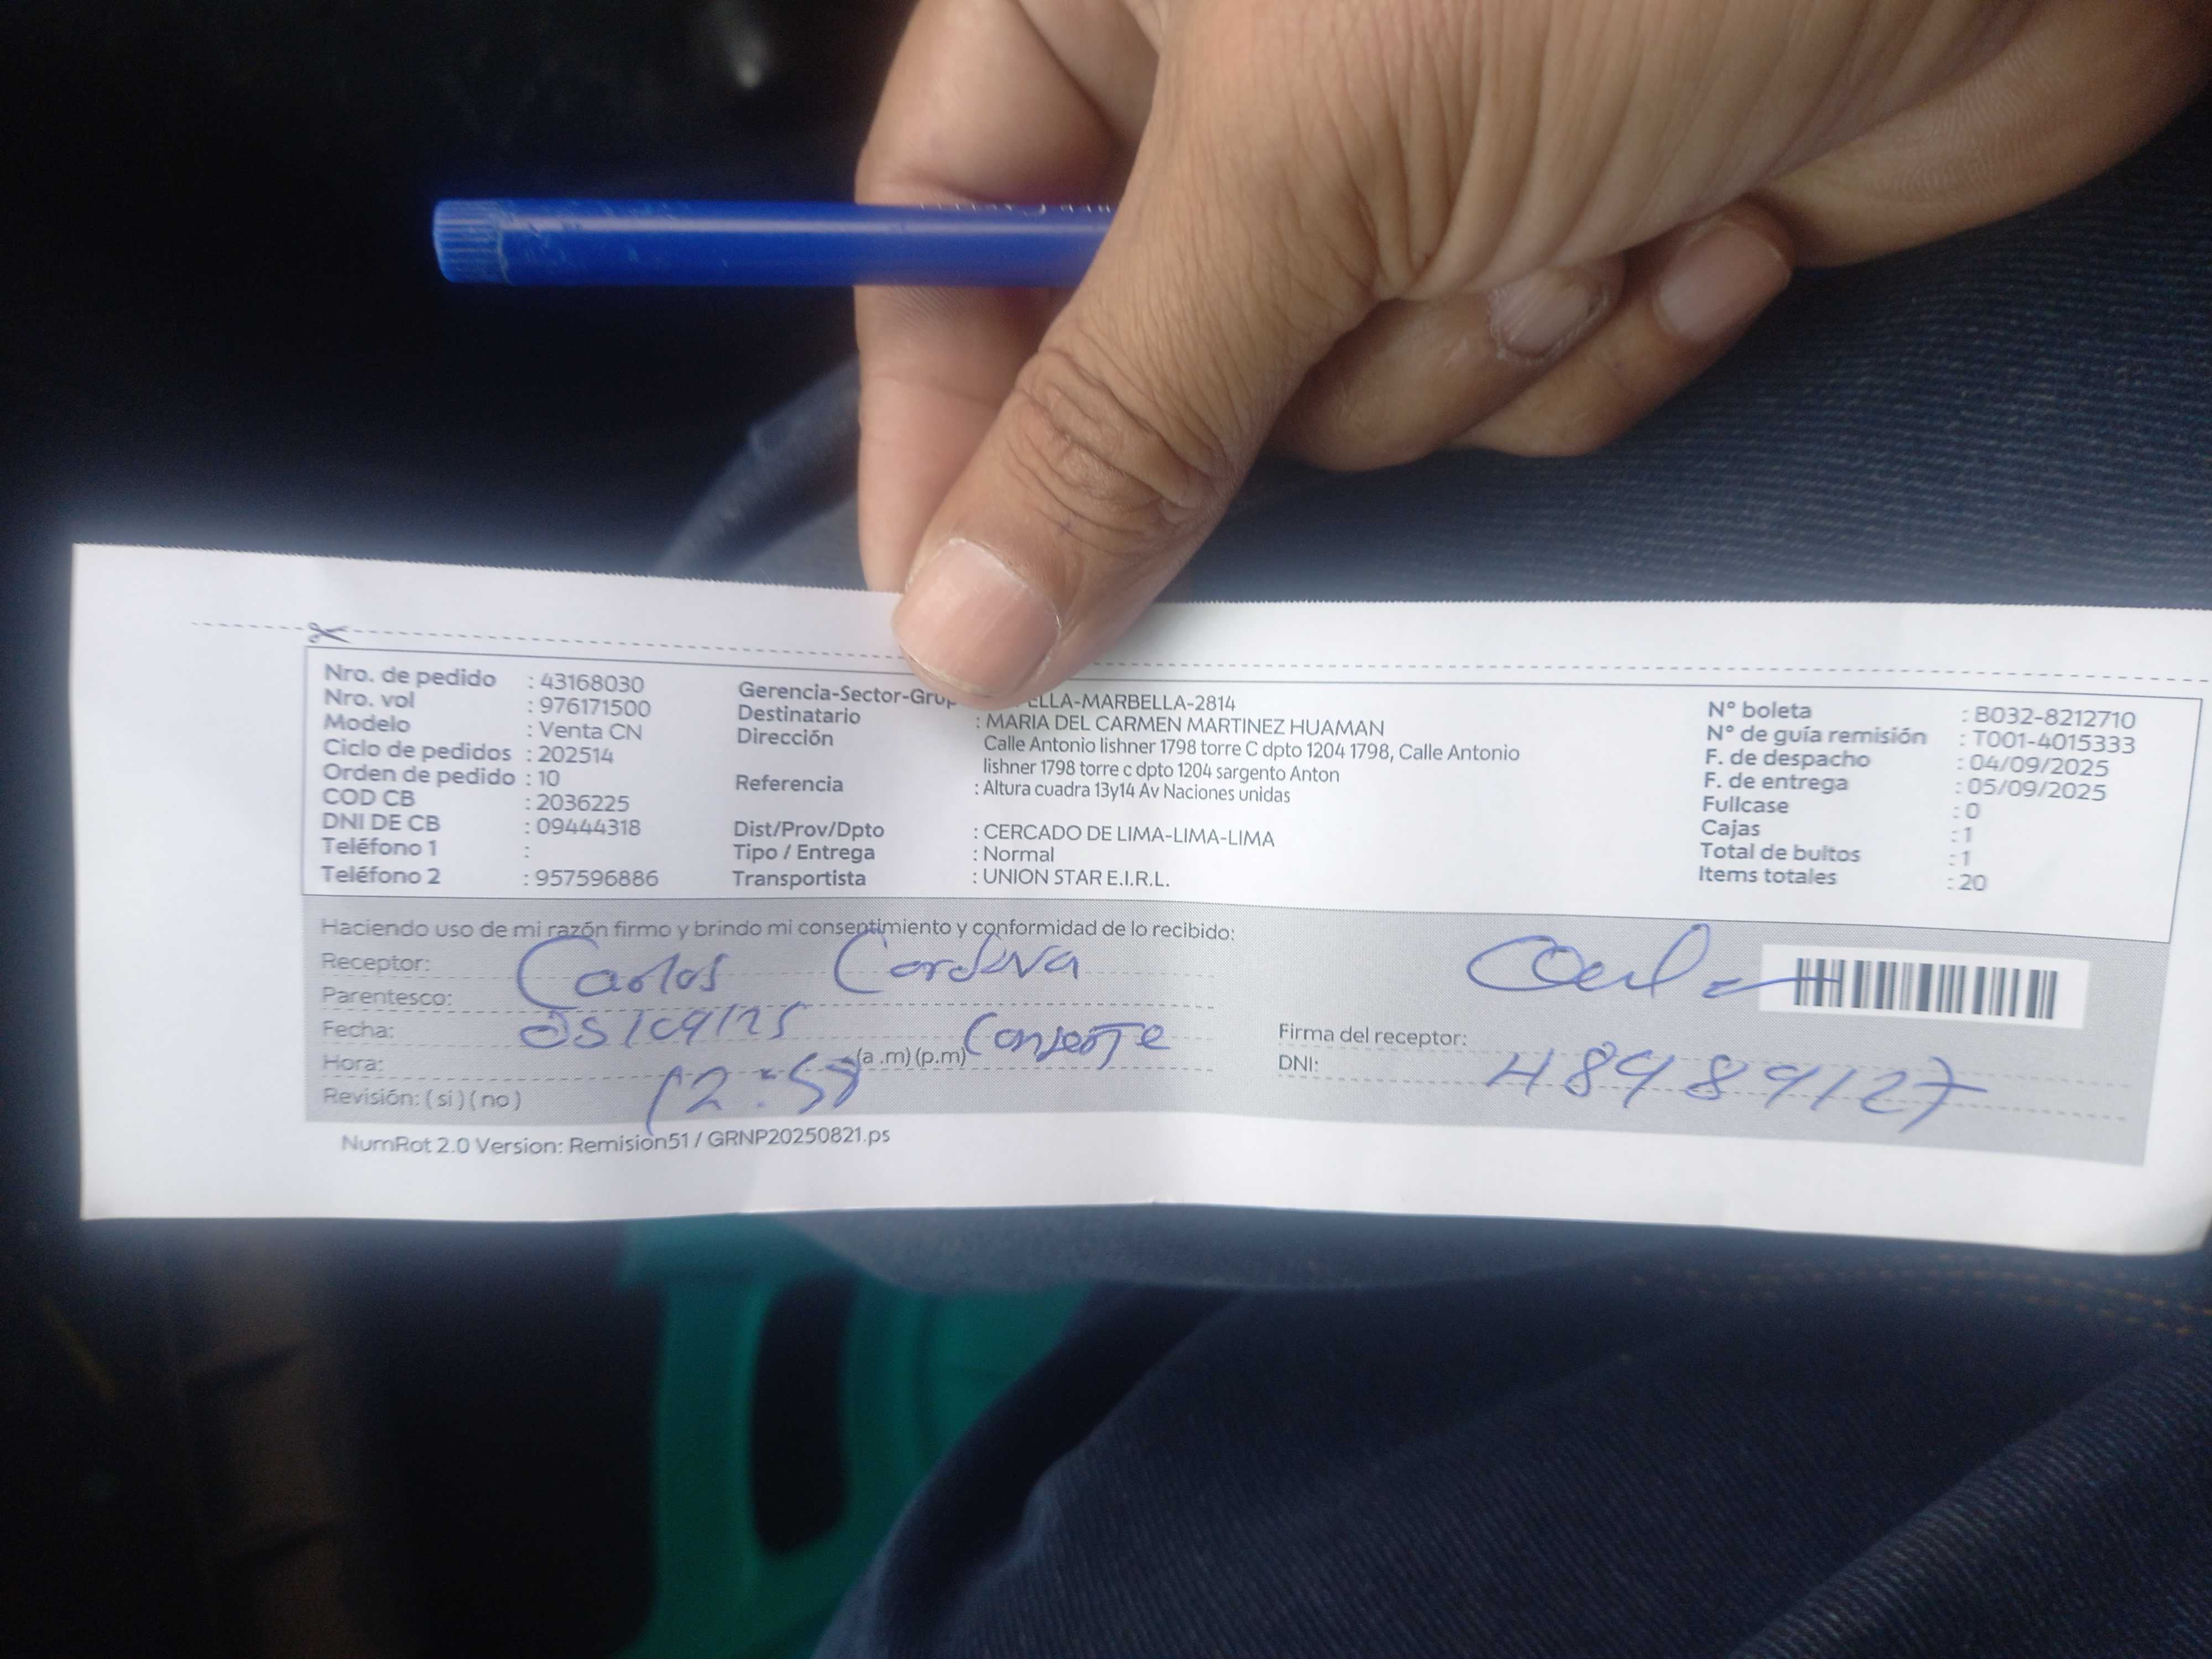 Nro. de pedido : 43168030
Nro. vol : 976171500
Modelo : Venta CN
Ciclo de pedidos : 202514
Orden de pedido : 10
COD CB : 2036225
DNI DE CB : 09444318
Teléfono 1 :
Teléfono 2 : 957596886
Gerencia-Sector-Grup ELLA-MARBELLA-2814
Destinatario : MARIA DEL CARMEN MARTINEZ HUAMAN
Dirección Calle Antonio lishner 1798 torre C dpto 1204 1798, Calle Antonio
lishner 1798 torre c dpto 1204 sargento Anton
Referencia : Altura cuadra 13y14 Av Naciones unidas
Dist/Prov/Dpto : CERCADO DE LIMA-LIMA-LIMA
Tipo / Entrega : Normal
Transportista : UNION STAR E.I.R.L.
N° boleta : B032-8212710
N° de guía remisión : T001-4015333
F. de despacho : 04/09/2025
F. de entrega : 05/09/2025
Fullcase : 0
Cajas : 1
Total de bultos : 1
Items totales : 20
Haciendo uso de mi razón firmo y brindo mi consentimiento y conformidad de lo recibido:
Receptor: Carlos Cordova
Parentesco:
Fecha: 05/09/25 Conserje
Hora: 12:58 (a .m) (p.m)
Revisión: ( si ) ( no )
Firma del receptor:
DNI: 48989127
NumRot 2.0 Version: Remision51 / GRNP20250821.ps